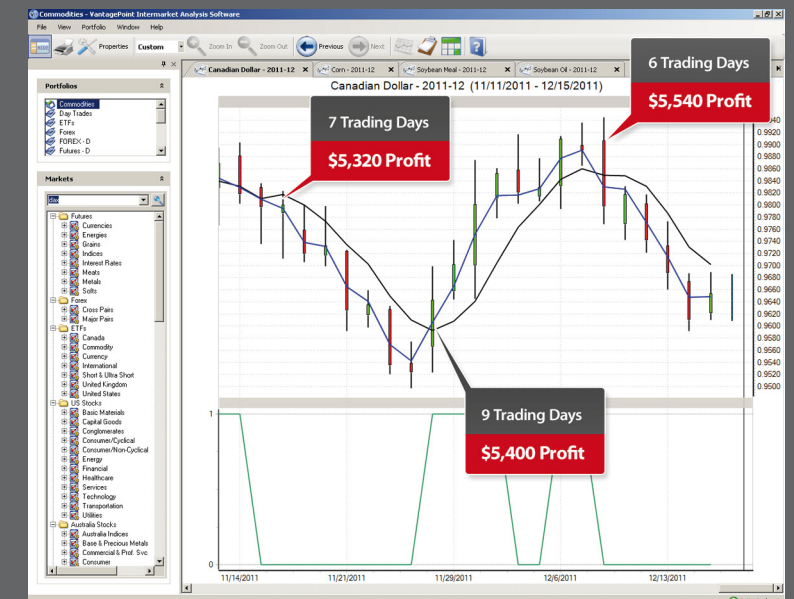 Commodities - VantagePoint Intermarket Analysis Software
File View Portfolio Window Help
Properties Custom Zoom In Zoom Out Previous Next
Canadian Dollar - 2011-12 Corn - 2011-12 Soybean Meal - 2011-12 Soybean Oil - 2011-12
Canadian Dollar - 2011-12 (11/11/2011 - 12/15/2011)
Portfolios
Commodities
Day Trades
ETFs
Forex
FOREX - D
Futures - D
Markets
dax
Futures
Currencies
Energies
Grains
Indices
Interest Rates
Meats
Metals
Softs
Forex
Cross Pairs
Major Pairs
ETFs
Canada
Commodity
Currency
International
Short & Ultra Short
United Kingdom
United States
US Stocks
Basic Materials
Capital Goods
Conglomerates
Consumer/Cyclical
Consumer/Non-Cyclical
Energy
Financial
Healthcare
Services
Technology
Transportation
Utilities
Australia Stocks
Australia Indices
Base & Precious Metals
Commercial & Prof. Svc
Consumer
7 Trading Days
$5,320 Profit
6 Trading Days
$5,540 Profit
9 Trading Days
$5,400 Profit
0.9920
0.9900
0.9880
0.9860
0.9840
0.9820
0.9800
0.9780
0.9760
0.9740
0.9720
0.9700
0.9680
0.9660
0.9640
0.9620
0.9600
0.9580
0.9560
0.9540
0.9520
0.9500
1
0
11/14/2011 11/21/2011 11/29/2011 12/6/2011 12/13/2011